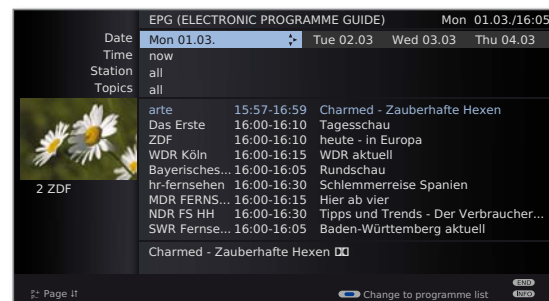 EPG (ELECTRONIC PROGRAMME GUIDE) Mon 01.03./16:05
Date Mon 01.03. Tue 02.03 Wed 03.03 Thu 04.03
Time now
Station all
Topics all
arte 15:57-16:59 Charmed - Zauberhafte Hexen
Das Erste 16:00-16:10 Tagesschau
ZDF 16:00-16:10 heute - in Europa
WDR Köln 16:00-16:15 WDR aktuell
Bayerisches... 16:00-16:05 Rundschau
hr-fernsehen 16:00-16:30 Schlemmerreise Spanien
MDR FERNS... 16:00-16:15 Hier ab vier
NDR FS HH 16:00-16:30 Tipps und Trends - Der Verbraucher...
SWR Fernse... 16:00-16:05 Baden-Württemberg aktuell
2 ZDF
Charmed - Zauberhafte Hexen
END
P+ P- Page Change to programme list INFO